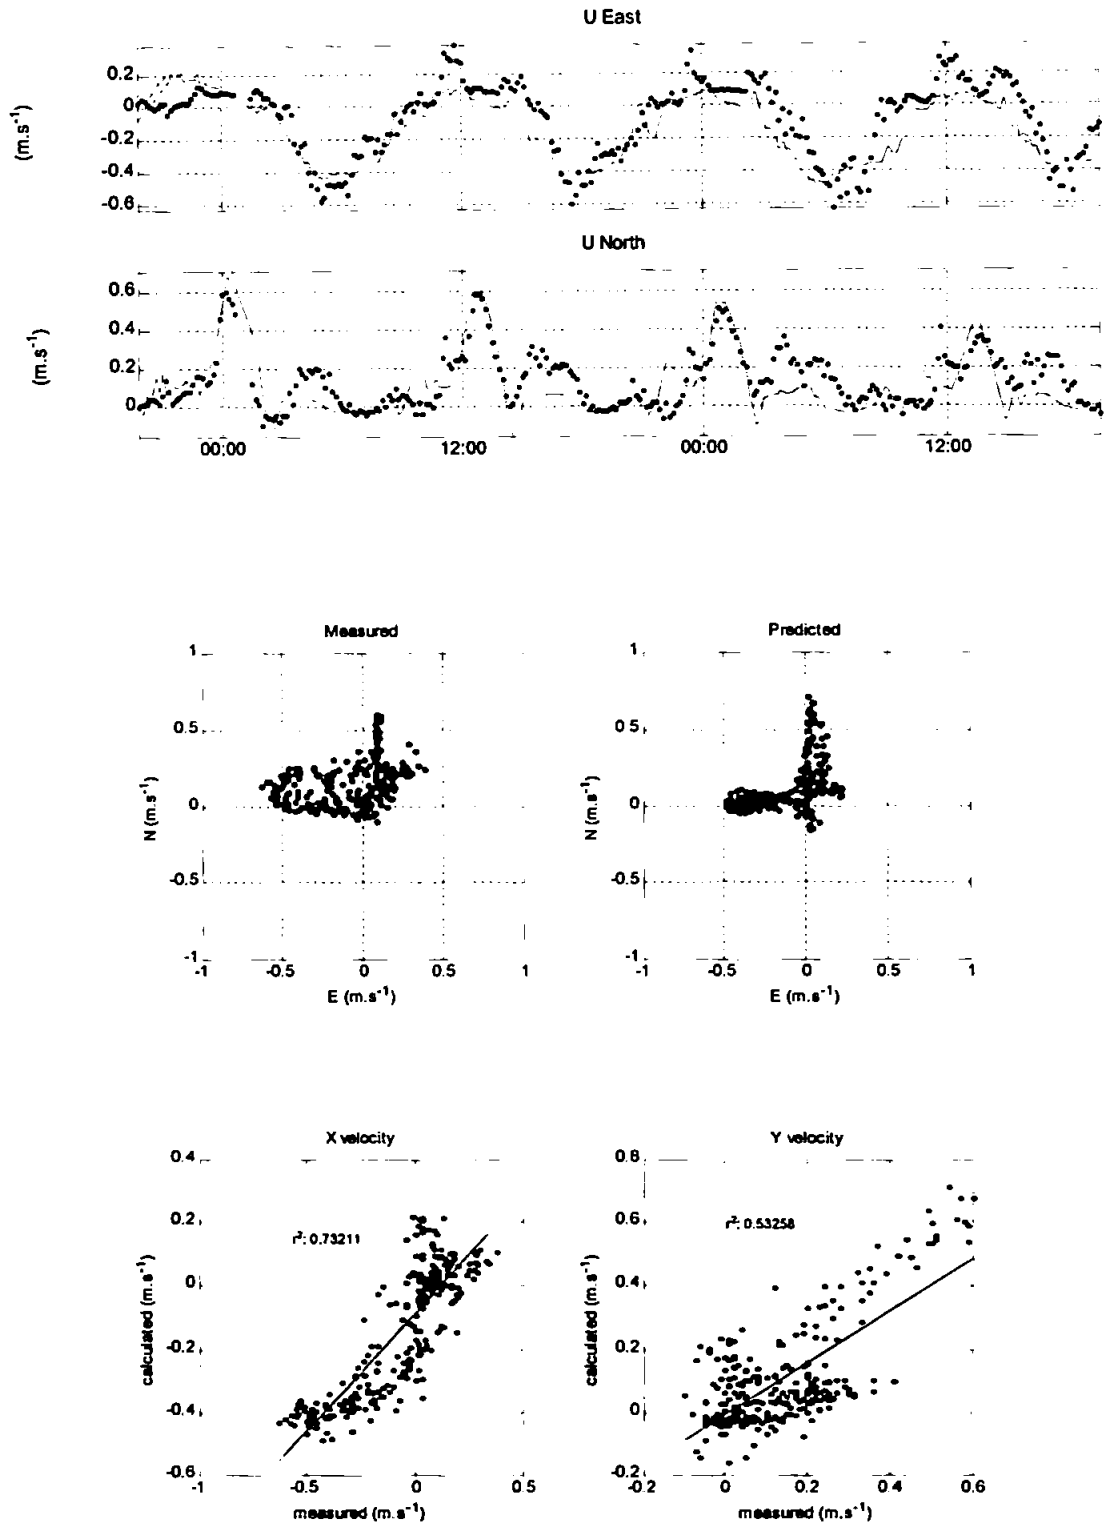 U East
0.2
0
-0.2
-0.4
-0.6
(m.s⁻¹)
U North
0.6
0.4
0.2
0
(m.s⁻¹)
00:00 12:00 00:00 12:00
Measured
1
0.5
0
-0.5
-1
N (m.s⁻¹)
-1 -0.5 0 0.5 1
E (m.s⁻¹)
Predicted
1
0.5
0
-0.5
-1
N (m.s⁻¹)
-1 -0.5 0 0.5 1
E (m.s⁻¹)
X velocity
0.4
0.2
0
-0.2
-0.4
-0.6
calculated (m.s⁻¹)
r²: 0.73211
-1 -0.5 0 0.5
measured (m.s⁻¹)
Y velocity
0.8
0.6
0.4
0.2
0
-0.2
calculated (m.s⁻¹)
r²: 0.53258
-0.2 0 0.2 0.4 0.6
measured (m.s⁻¹)